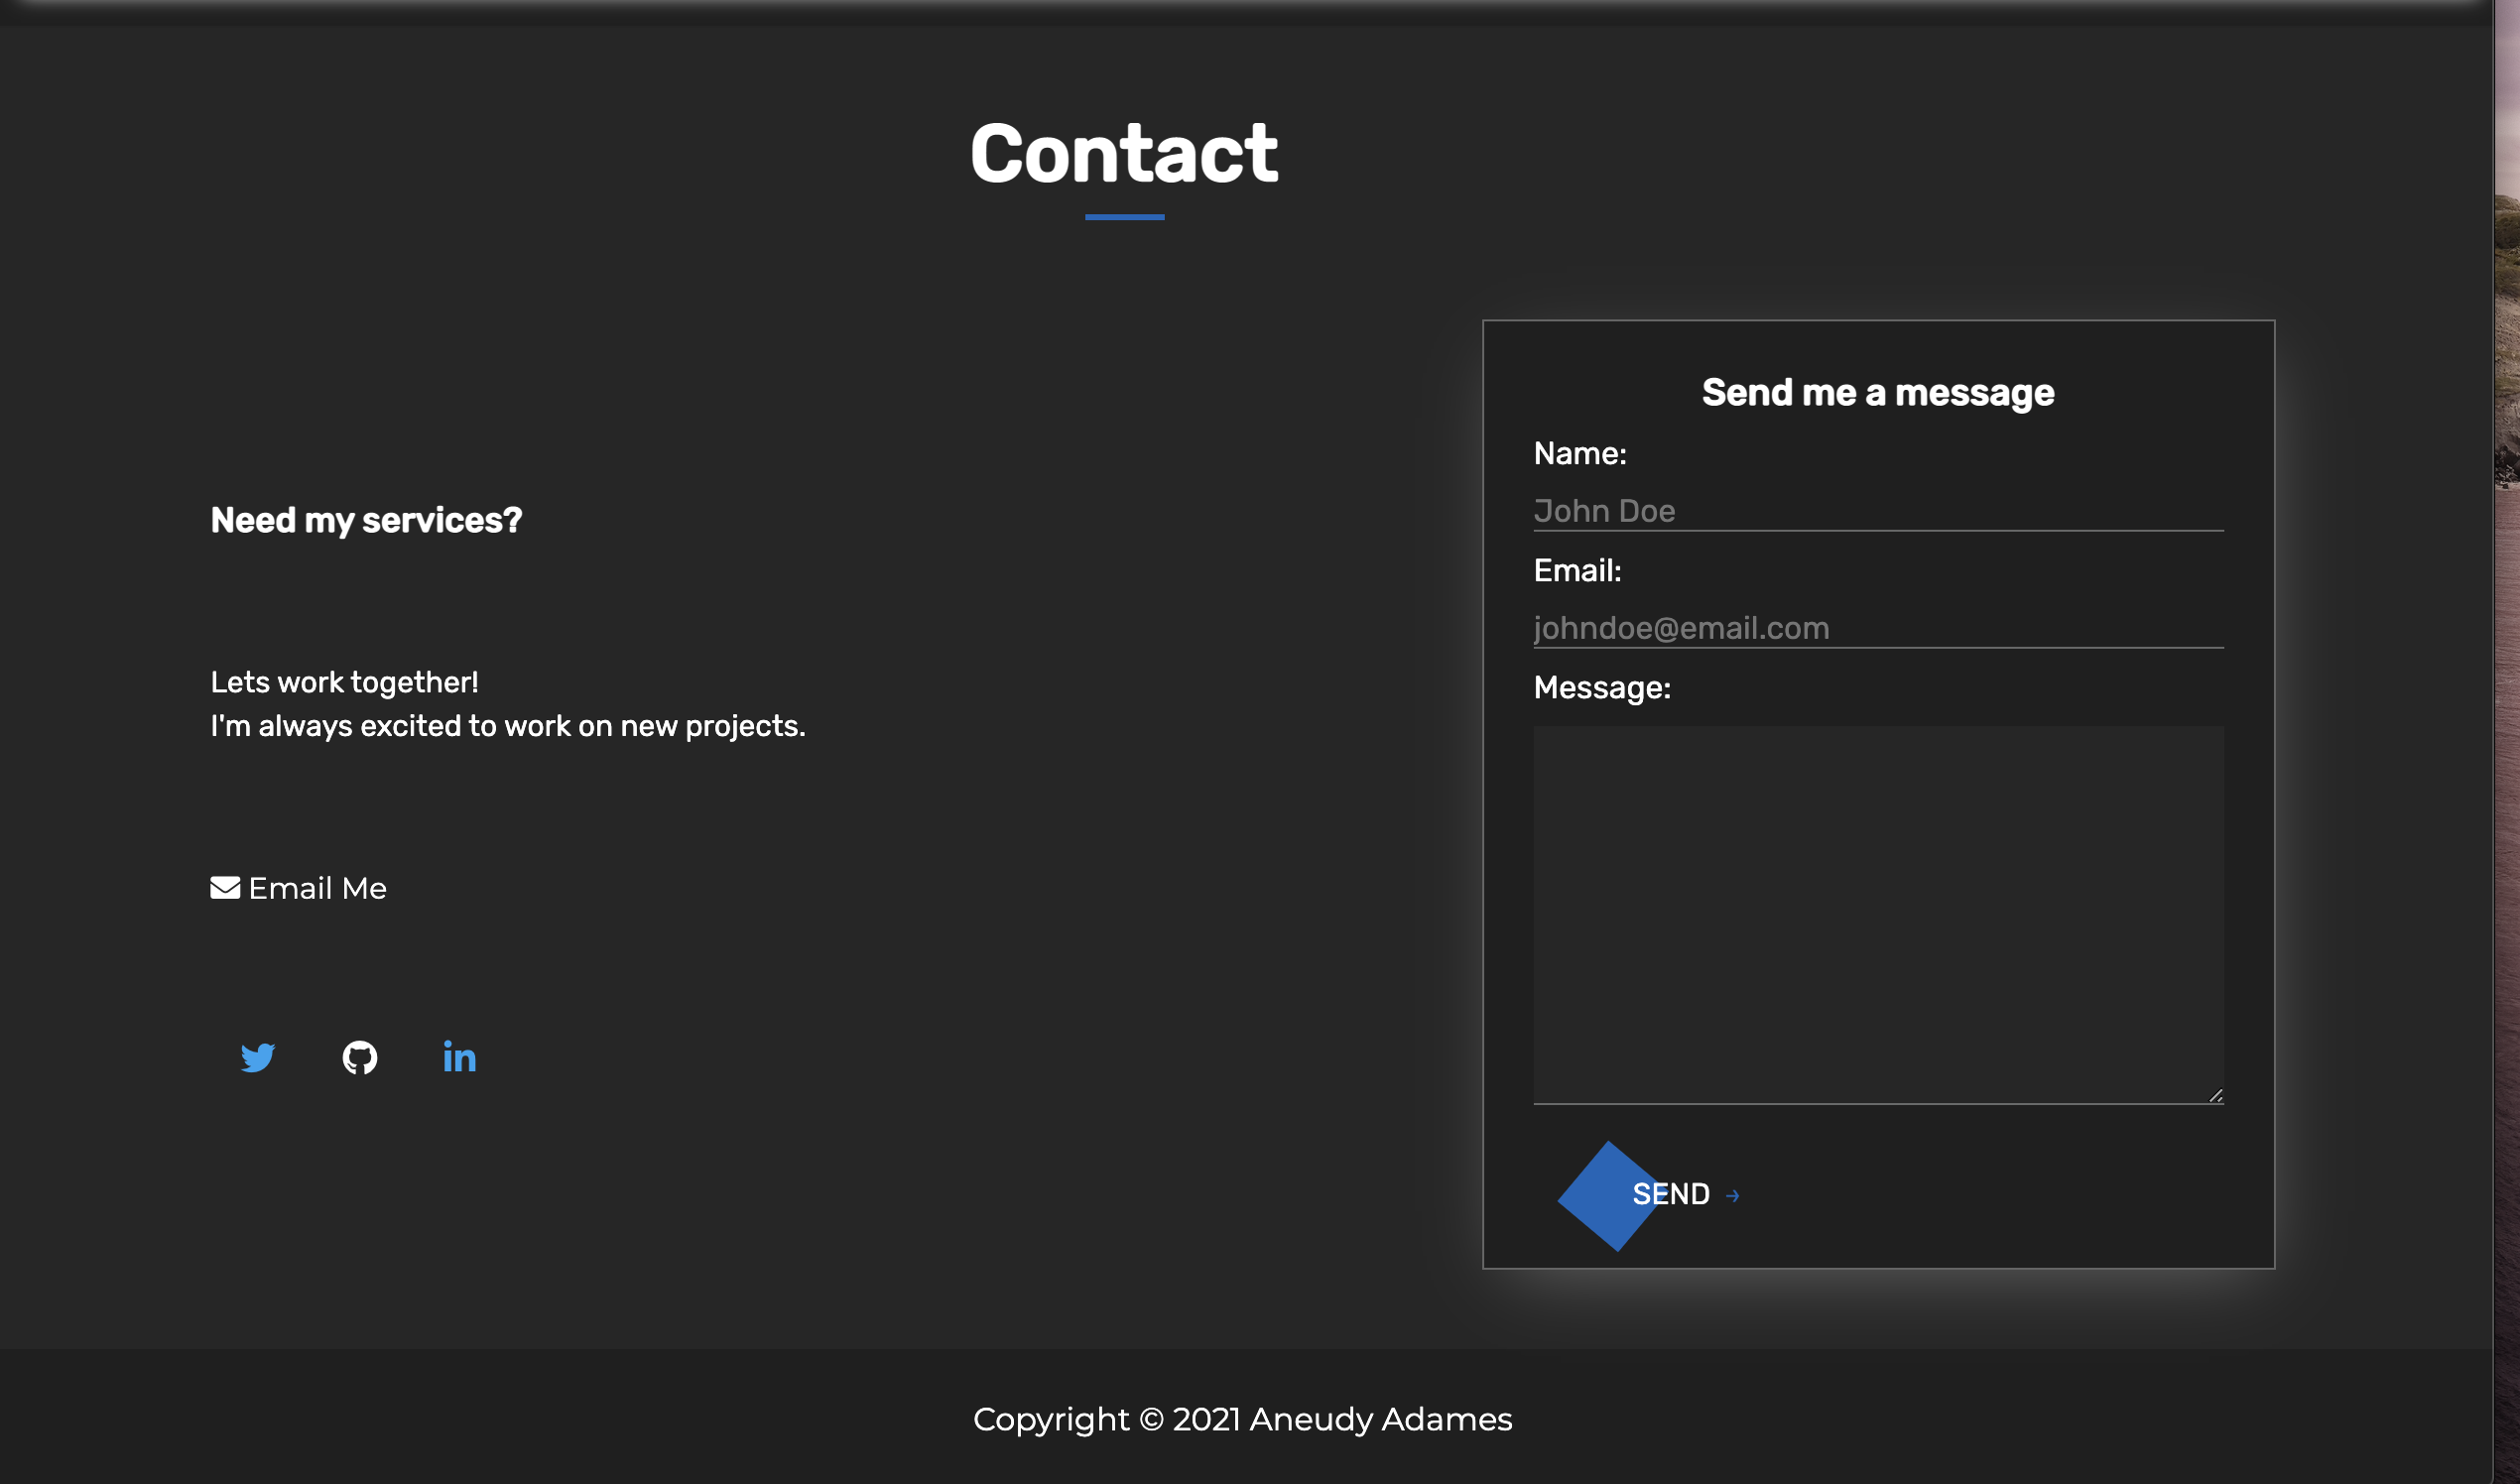 Contact
Need my services?
Lets work together!
I'm always excited to work on new projects.
Email Me
Send me a message
Name:
John Doe
Email:
johndoe@email.com
Message:
SEND →
Copyright © 2021 Aneudy Adames